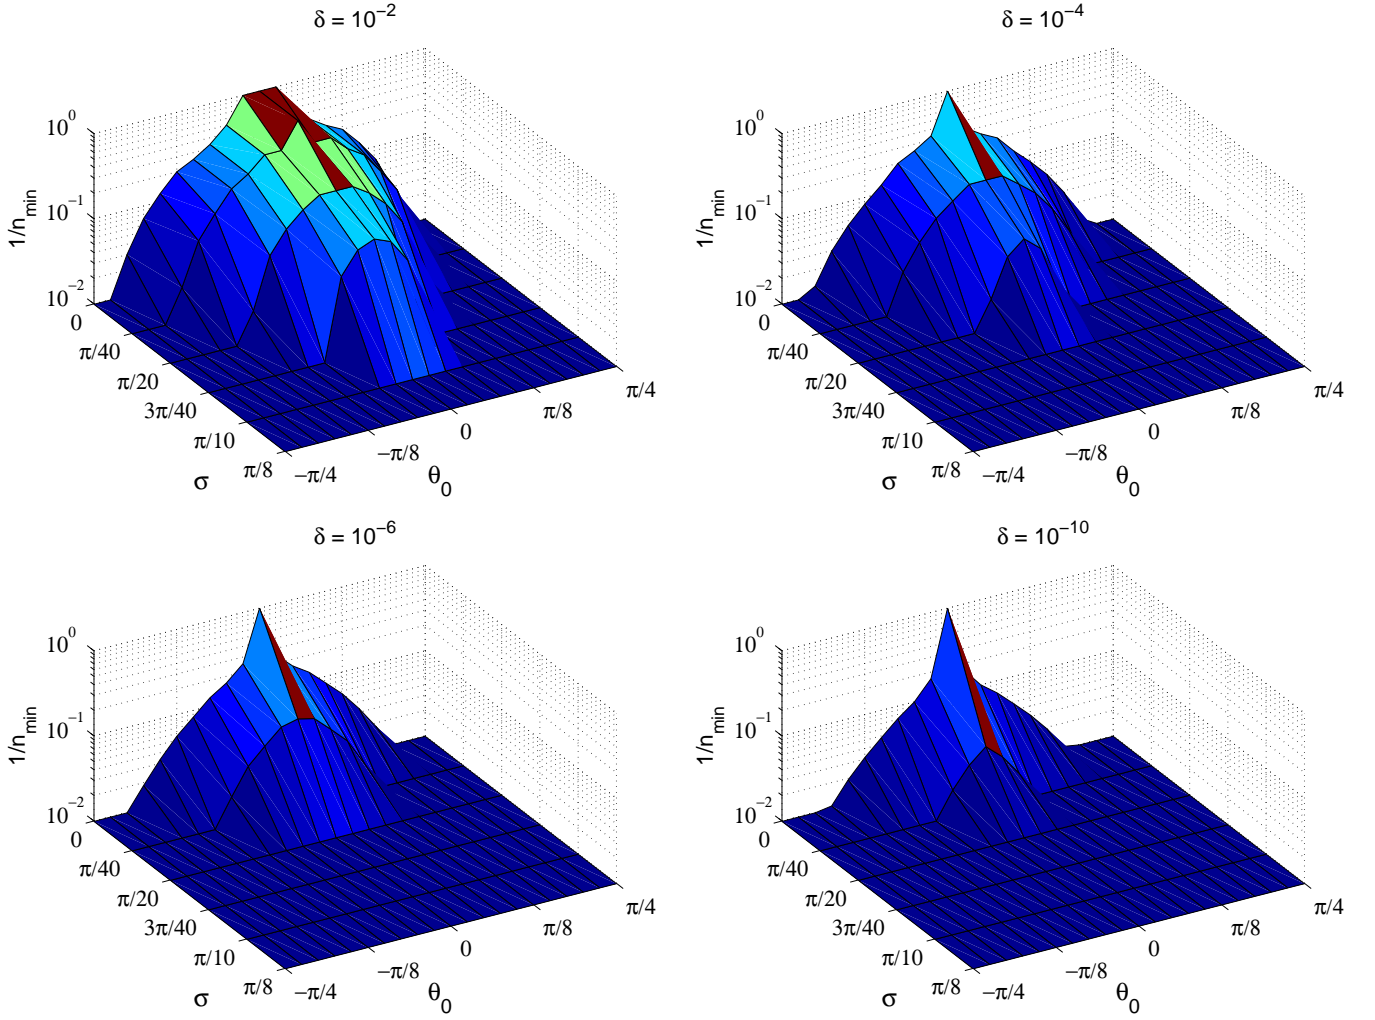 δ = 10⁻²
10⁰
10⁻¹
10⁻²
1/n_min
0
π/40
π/20
3π/40
π/10
π/8
σ
−π/4
−π/8
0
π/8
π/4
θ₀
δ = 10⁻⁴
10⁰
10⁻¹
10⁻²
1/n_min
0
π/40
π/20
3π/40
π/10
π/8
σ
−π/4
−π/8
0
π/8
π/4
θ₀
δ = 10⁻⁶
10⁰
10⁻¹
10⁻²
1/n_min
0
π/40
π/20
3π/40
π/10
π/8
σ
−π/4
−π/8
0
π/8
π/4
θ₀
δ = 10⁻¹⁰
10⁰
10⁻¹
10⁻²
1/n_min
0
π/40
π/20
3π/40
π/10
π/8
σ
−π/4
−π/8
0
π/8
π/4
θ₀